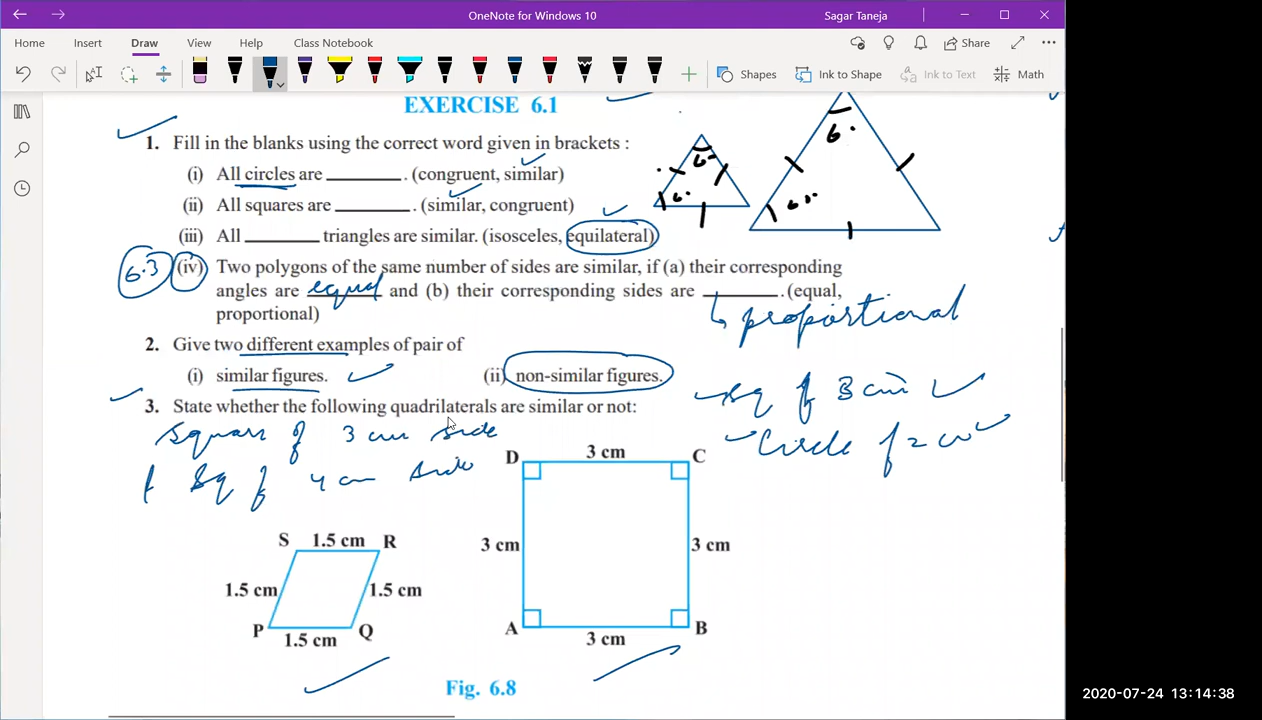 OneNote for Windows 10
Sagar Taneja
Home Insert Draw View Help Class Notebook
Share
Shapes Ink to Shape Ink to Text Math
EXERCISE 6.1
1. Fill in the blanks using the correct word given in brackets :
(i) All circles are ________. (congruent, similar)
(ii) All squares are ________. (similar, congruent)
(iii) All ________ triangles are similar. (isosceles, equilateral)
6.3 (iv) Two polygons of the same number of sides are similar, if (a) their corresponding
angles are equal and (b) their corresponding sides are ________. (equal,
proportional)
proportional
2. Give two different examples of pair of
(i) similar figures. (ii) non-similar figures.
Sq of 3 cm
3. State whether the following quadrilaterals are similar or not:
Square of 3 cm side
Circle of 2 cm
Sq of 4 cm side
D 3 cm C
3 cm 3 cm
S 1.5 cm R
1.5 cm 1.5 cm
P 1.5 cm Q
A 3 cm B
Fig. 6.8
2020-07-24 13:14:38